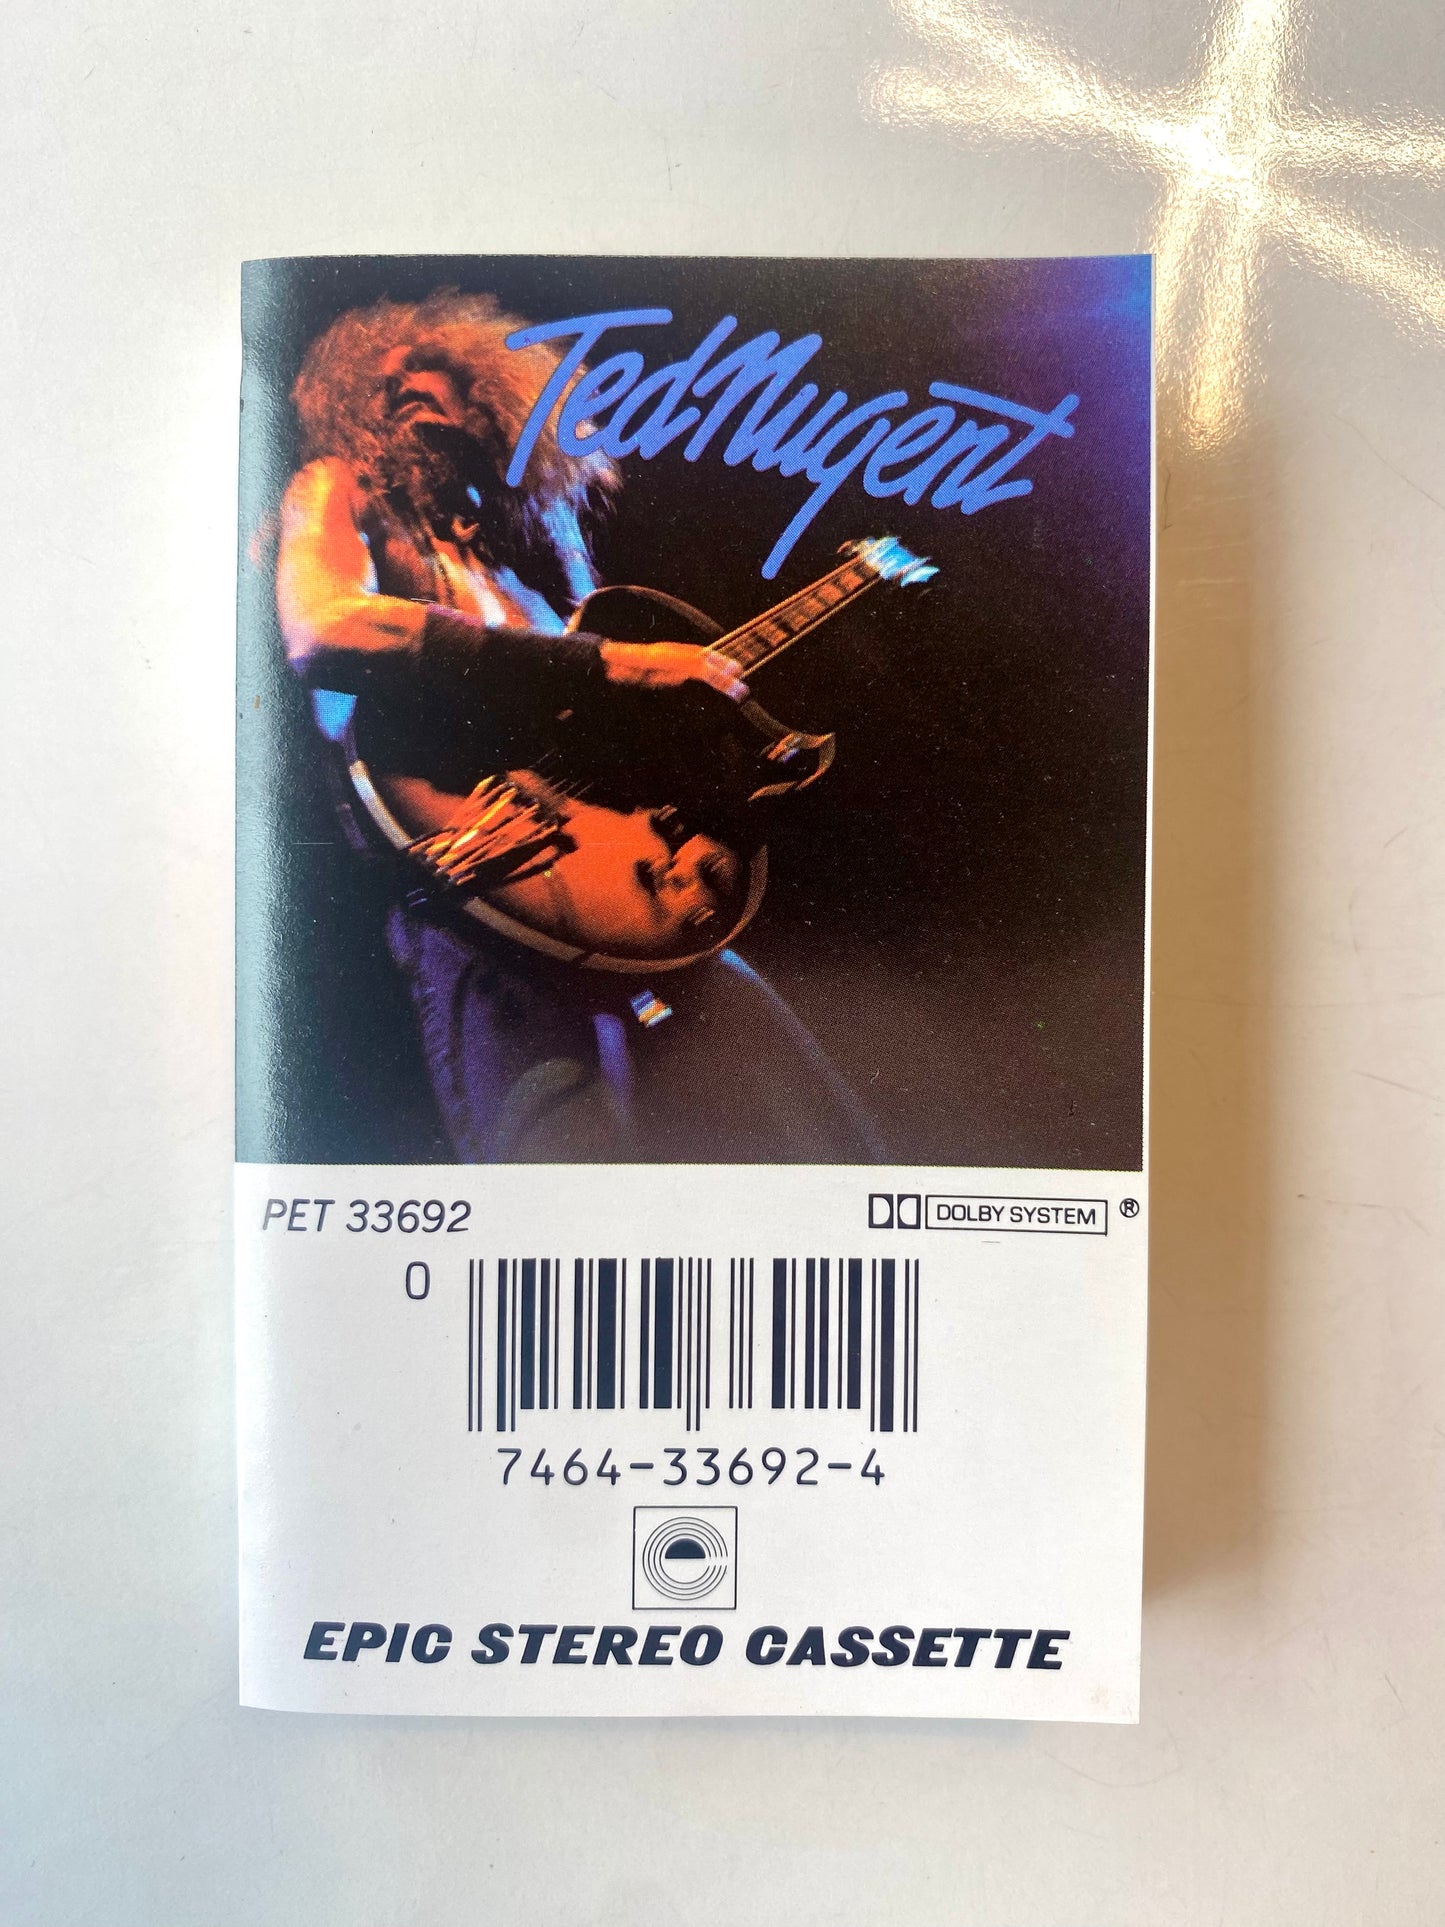 Ted Nugent
PET 33692
DOLBY SYSTEM ®
0
7464-33692-4
EPIC STEREO CASSETTE